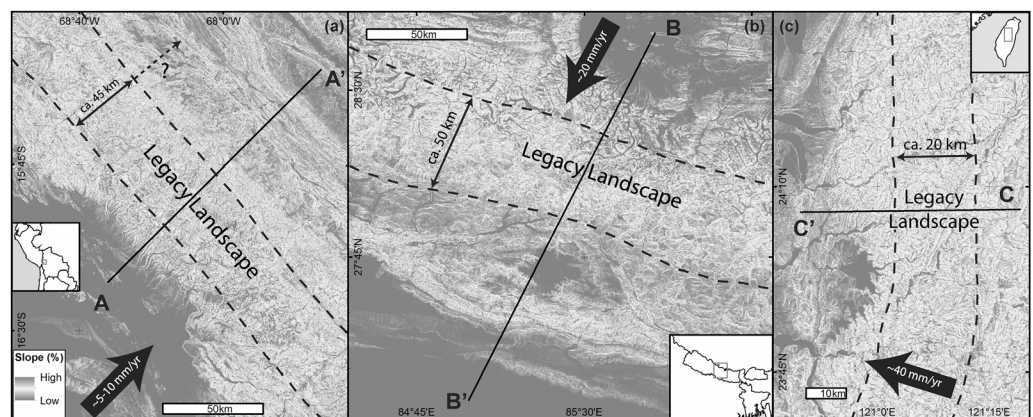 68°40'W
68°0'W
(a)
?
A'
ca. 45 km
15°45'S
Legacy Landscape
A
16°30'S
Slope (%)
High
Low
~5-10 mm/yr
50km
50km
B
(b)
~20 mm/yr
28°30'N
ca. 50 km
Legacy Landscape
27°45'N
B'
84°45'E
85°30'E
(c)
ca. 20 km
24°10'N
Legacy
C
C'
Landscape
23°45'N
~40 mm/yr
10km
121°0'E
121°15'E